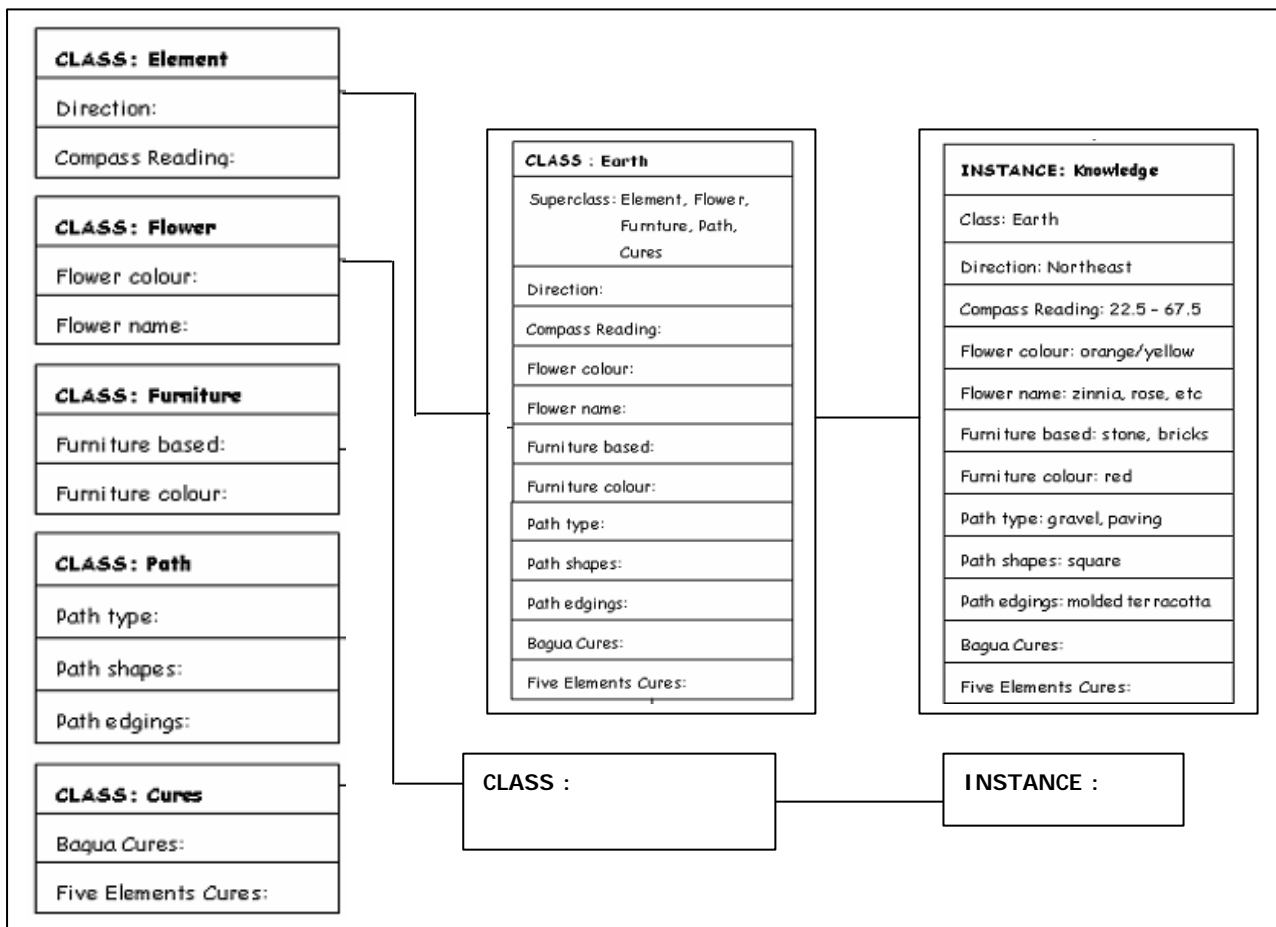 CLASS: Element
Direction:
Compass Reading:
CLASS: Flower
Flower colour:
Flower name:
CLASS: Furniture
Furniture based:
Furniture colour:
CLASS: Path
Path type:
Path shapes:
Path edgings:
CLASS: Cures
Bagua Cures:
Five Elements Cures:
CLASS : Earth
Superclass: Element, Flower,
Furnture, Path,
Cures
Direction:
Compass Reading:
Flower colour:
Flower name:
Furniture based:
Furniture colour:
Path type:
Path shapes:
Path edgings:
Bagua Cures:
Five Elements Cures:
INSTANCE: Knowledge
Class: Earth
Direction: Northeast
Compass Reading: 22.5 - 67.5
Flower colour: orange/yellow
Flower name: zinnia, rose, etc
Furniture based: stone, bricks
Furniture colour: red
Path type: gravel, paving
Path shapes: square
Path edgings: molded terracotta
Bagua Cures:
Five Elements Cures:
CLASS :
INSTANCE :